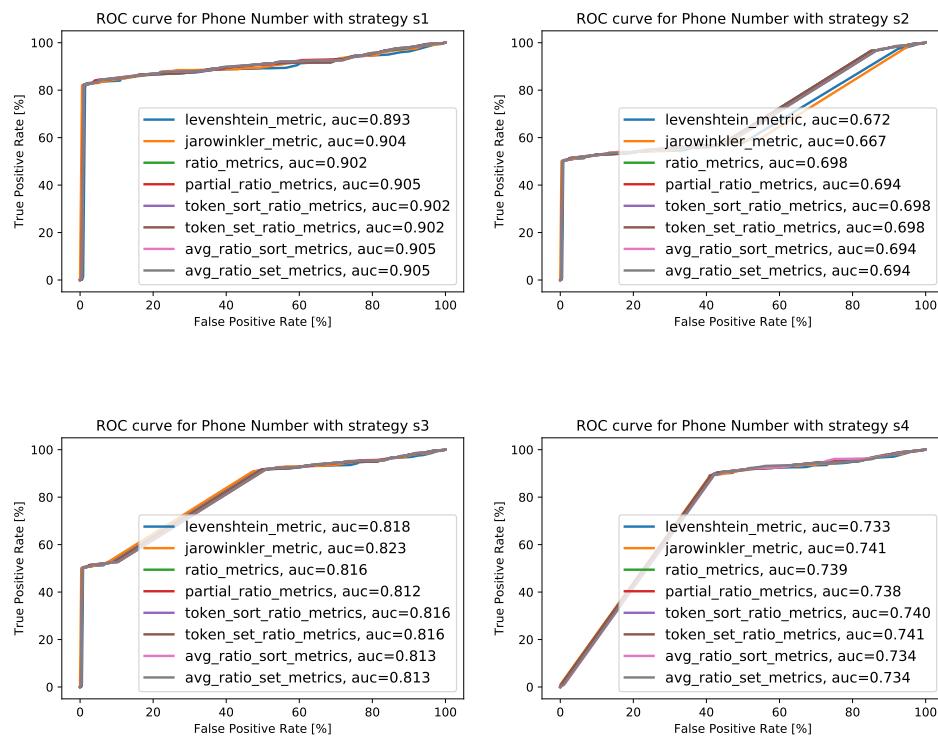 ROC curve for Phone Number with strategy s1
True Positive Rate [%]
100
80
60
40
20
0
levenshtein_metric, auc=0.893
jarowinkler_metric, auc=0.904
ratio_metrics, auc=0.902
partial_ratio_metrics, auc=0.905
token_sort_ratio_metrics, auc=0.902
token_set_ratio_metrics, auc=0.902
avg_ratio_sort_metrics, auc=0.905
avg_ratio_set_metrics, auc=0.905
0 20 40 60 80 100
False Positive Rate [%]
ROC curve for Phone Number with strategy s2
True Positive Rate [%]
100
80
60
40
20
0
levenshtein_metric, auc=0.672
jarowinkler_metric, auc=0.667
ratio_metrics, auc=0.698
partial_ratio_metrics, auc=0.694
token_sort_ratio_metrics, auc=0.698
token_set_ratio_metrics, auc=0.698
avg_ratio_sort_metrics, auc=0.694
avg_ratio_set_metrics, auc=0.694
0 20 40 60 80 100
False Positive Rate [%]
ROC curve for Phone Number with strategy s3
True Positive Rate [%]
100
80
60
40
20
0
levenshtein_metric, auc=0.818
jarowinkler_metric, auc=0.823
ratio_metrics, auc=0.816
partial_ratio_metrics, auc=0.812
token_sort_ratio_metrics, auc=0.816
token_set_ratio_metrics, auc=0.816
avg_ratio_sort_metrics, auc=0.813
avg_ratio_set_metrics, auc=0.813
0 20 40 60 80 100
False Positive Rate [%]
ROC curve for Phone Number with strategy s4
True Positive Rate [%]
100
80
60
40
20
0
levenshtein_metric, auc=0.733
jarowinkler_metric, auc=0.741
ratio_metrics, auc=0.739
partial_ratio_metrics, auc=0.738
token_sort_ratio_metrics, auc=0.740
token_set_ratio_metrics, auc=0.741
avg_ratio_sort_metrics, auc=0.734
avg_ratio_set_metrics, auc=0.734
0 20 40 60 80 100
False Positive Rate [%]